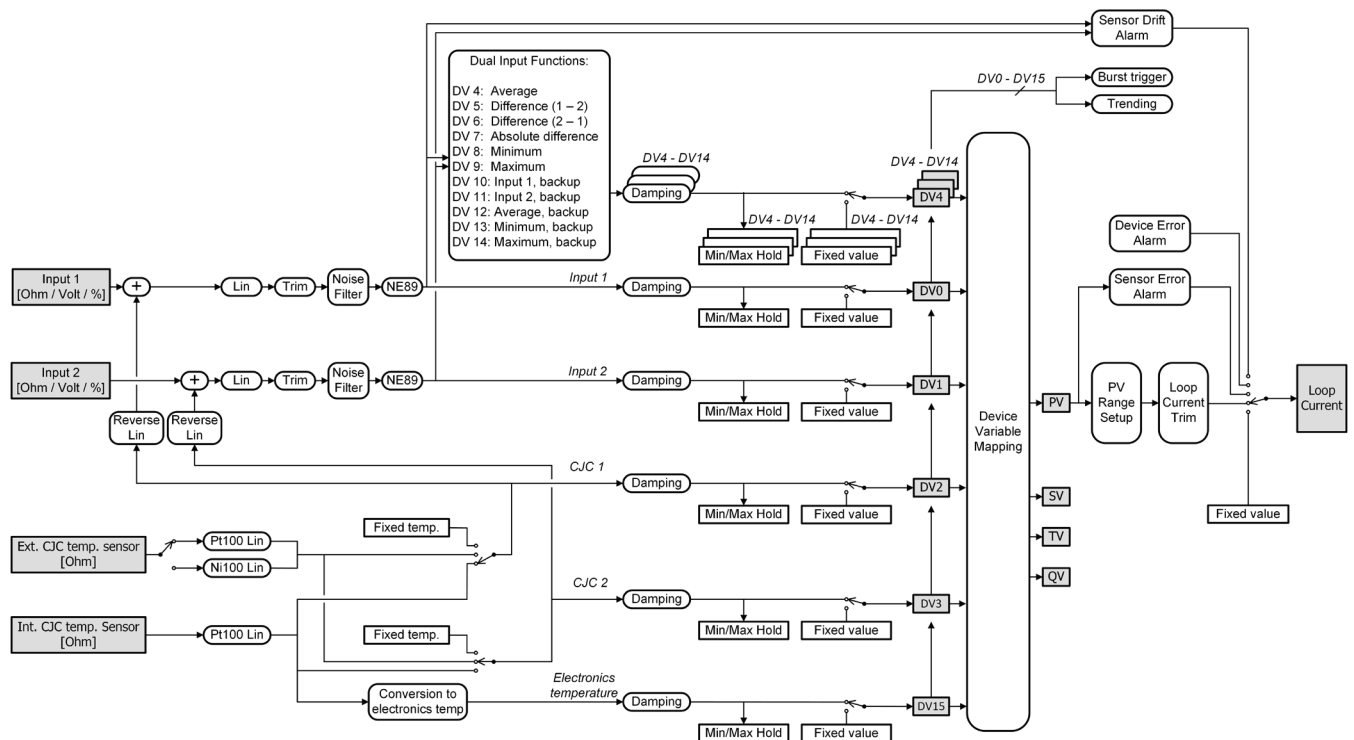 Sensor Drift
Alarm
Dual Input Functions:
DV 4: Average
DV 5: Difference (1 – 2)
DV 6: Difference (2 – 1)
DV 7: Absolute difference
DV 8: Minimum
DV 9: Maximum
DV 10: Input 1, backup
DV 11: Input 2, backup
DV 12: Average, backup
DV 13: Minimum, backup
DV 14: Maximum, backup
DV0 - DV15
Burst trigger
Trending
DV4 - DV14
Damping
DV4 - DV14
DV4
DV4 - DV14
Min/Max Hold
DV4 - DV14
Fixed value
Device Error
Alarm
Sensor Error
Alarm
Input 1
[Ohm / Volt / %]
+
Lin
Trim
Noise
Filter
NE89
Input 1
Damping
DV0
Min/Max Hold
Fixed value
Input 2
[Ohm / Volt / %]
+
Lin
Trim
Noise
Filter
NE89
Input 2
Damping
DV1
Min/Max Hold
Fixed value
Device
Variable
Mapping
PV
PV
Range
Setup
Loop
Current
Trim
Loop
Current
Reverse
Lin
Reverse
Lin
CJC 1
Damping
DV2
Min/Max Hold
Fixed value
SV
TV
QV
Fixed value
Fixed temp.
Ext. CJC temp. sensor
[Ohm]
Pt100 Lin
Ni100 Lin
CJC 2
Damping
DV3
Min/Max Hold
Fixed value
Int. CJC temp. Sensor
[Ohm]
Pt100 Lin
Fixed temp.
Conversion to
electronics temp
Electronics
temperature
Damping
DV15
Min/Max Hold
Fixed value